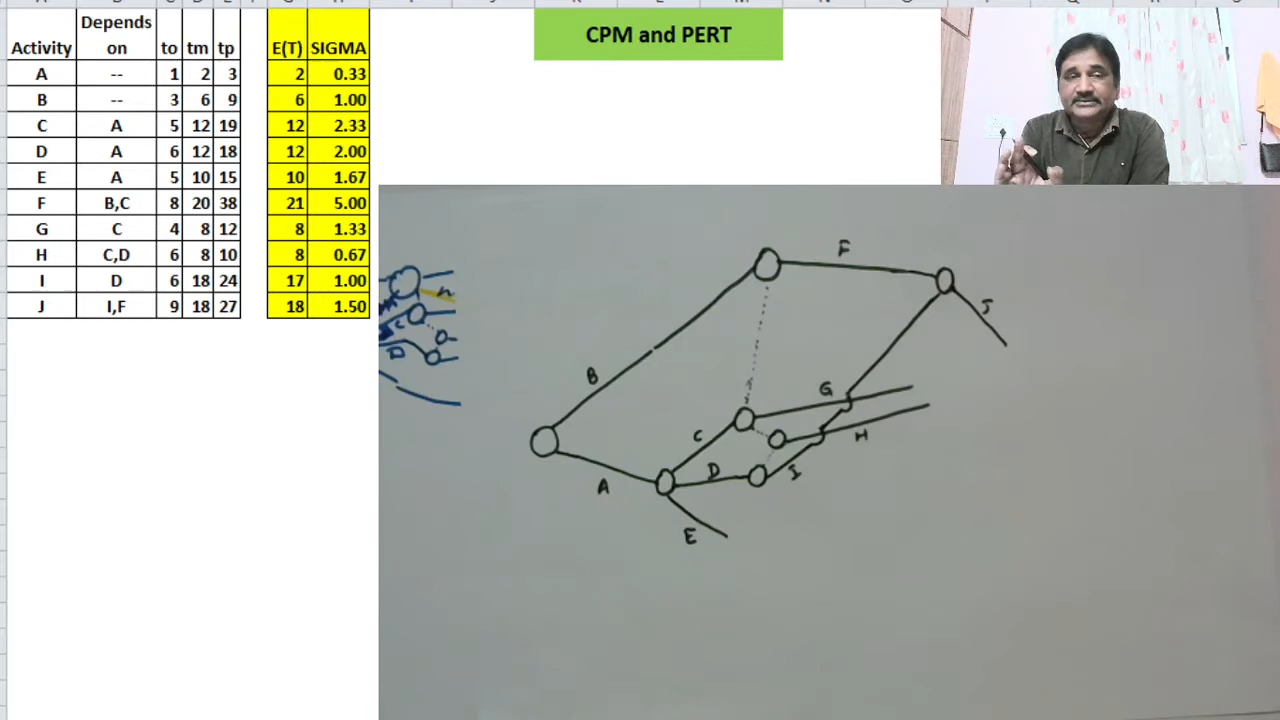 CPM and PERT
Activity Depends on to tm tp E(T) SIGMA
A -- 1 2 3 2 0.33
B -- 3 6 9 6 1.00
C A 5 12 19 12 2.33
D A 6 12 18 12 2.00
E A 5 10 15 10 1.67
F B,C 8 20 38 21 5.00
G C 4 8 12 8 1.33
H C,D 6 8 10 8 0.67
I D 6 18 24 17 1.00
J I,F 9 18 27 18 1.50
F
J
B
G
C
H
D
I
A
E
D